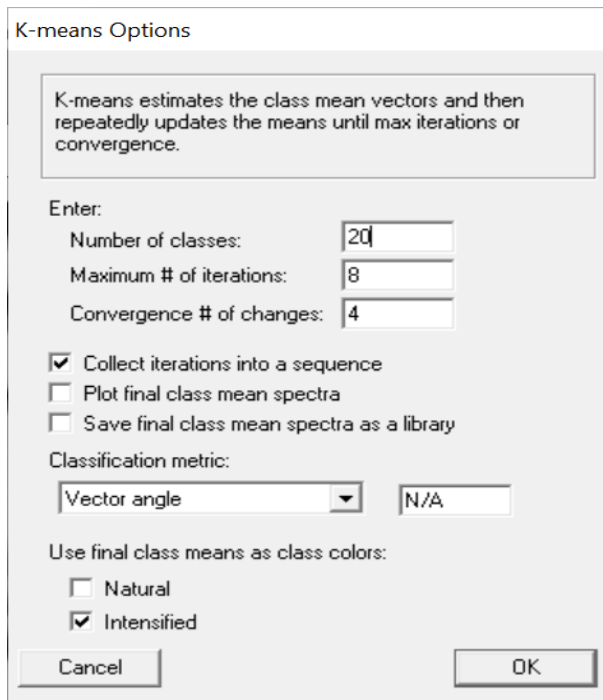 K-means Options
K-means estimates the class mean vectors and then
repeatedly updates the means until max iterations or
convergence.
Enter:
Number of classes: 20
Maximum # of iterations: 8
Convergence # of changes: 4
Collect iterations into a sequence
Plot final class mean spectra
Save final class mean spectra as a library
Classification metric:
Vector angle N/A
Use final class means as class colors:
Natural
Intensified
Cancel OK